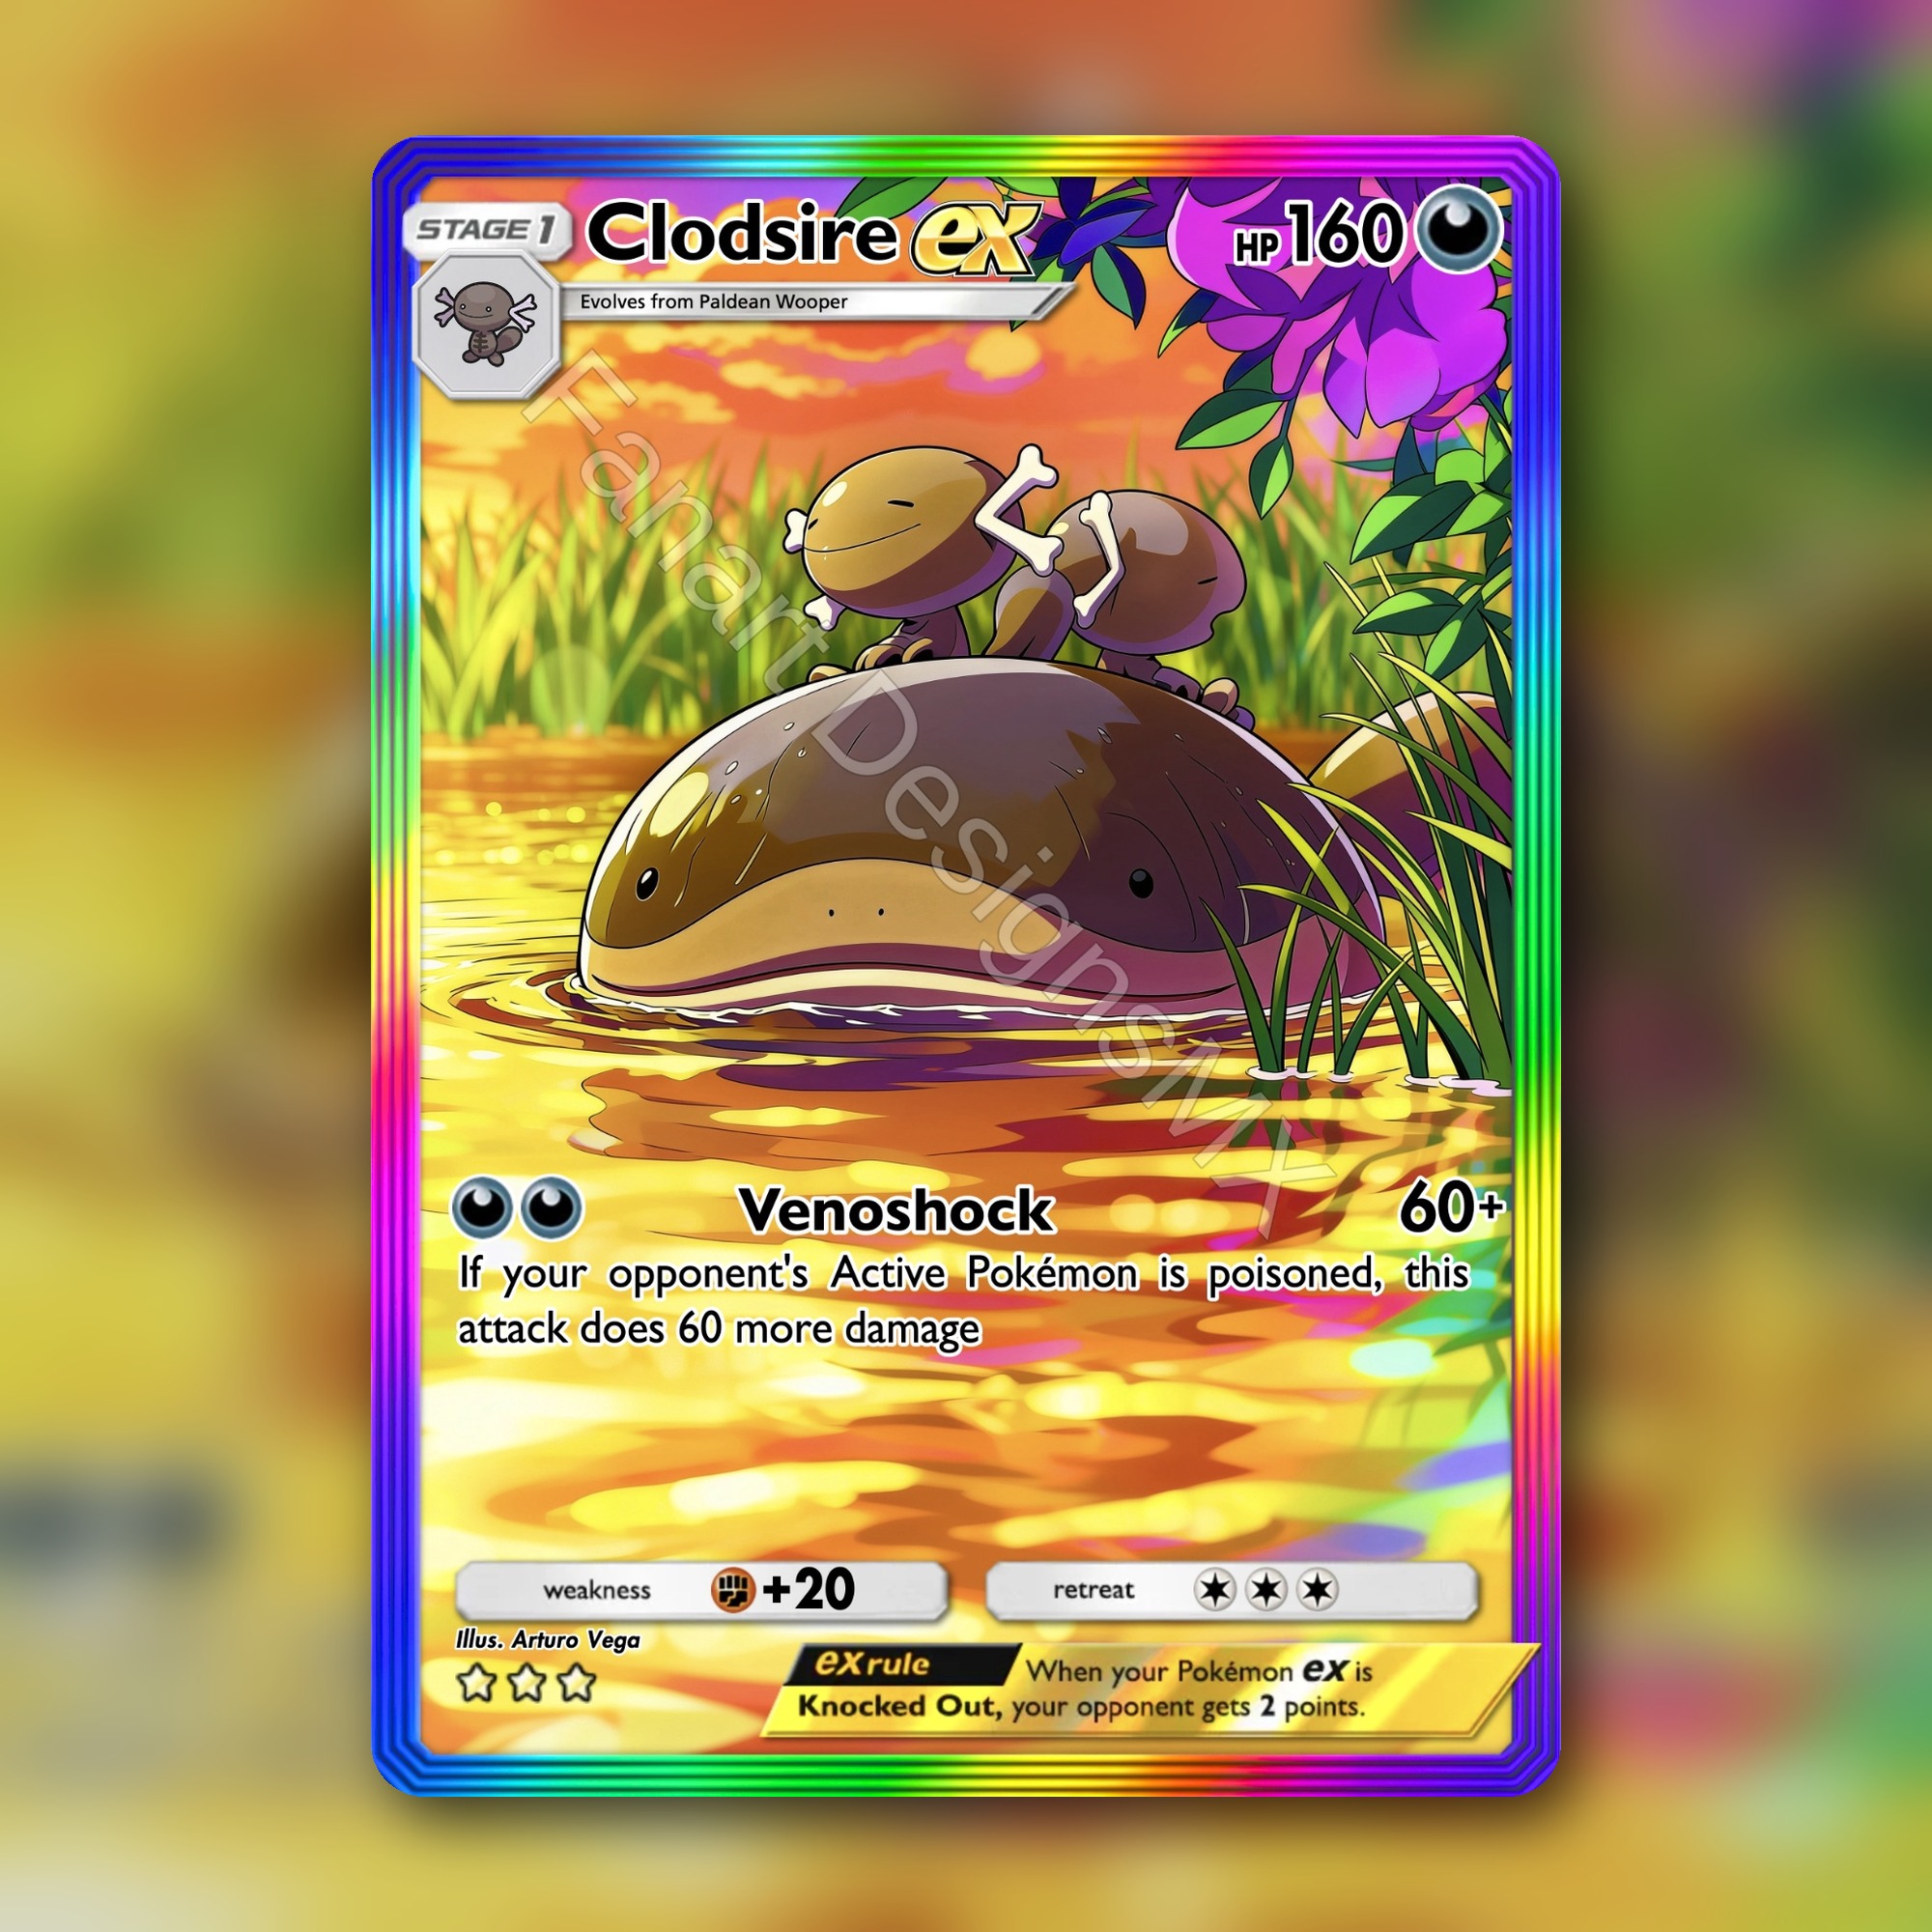 STAGE 1
Clodsire ex
HP 160
Evolves from Paldean Wooper
FanartDesignsMX
Venoshock
60+
If your opponent's Active Pokémon is poisoned, this
attack does 60 more damage
weakness
+20
retreat
Illus. Arturo Vega
ex rule
When your Pokémon ex is
Knocked Out, your opponent gets 2 points.